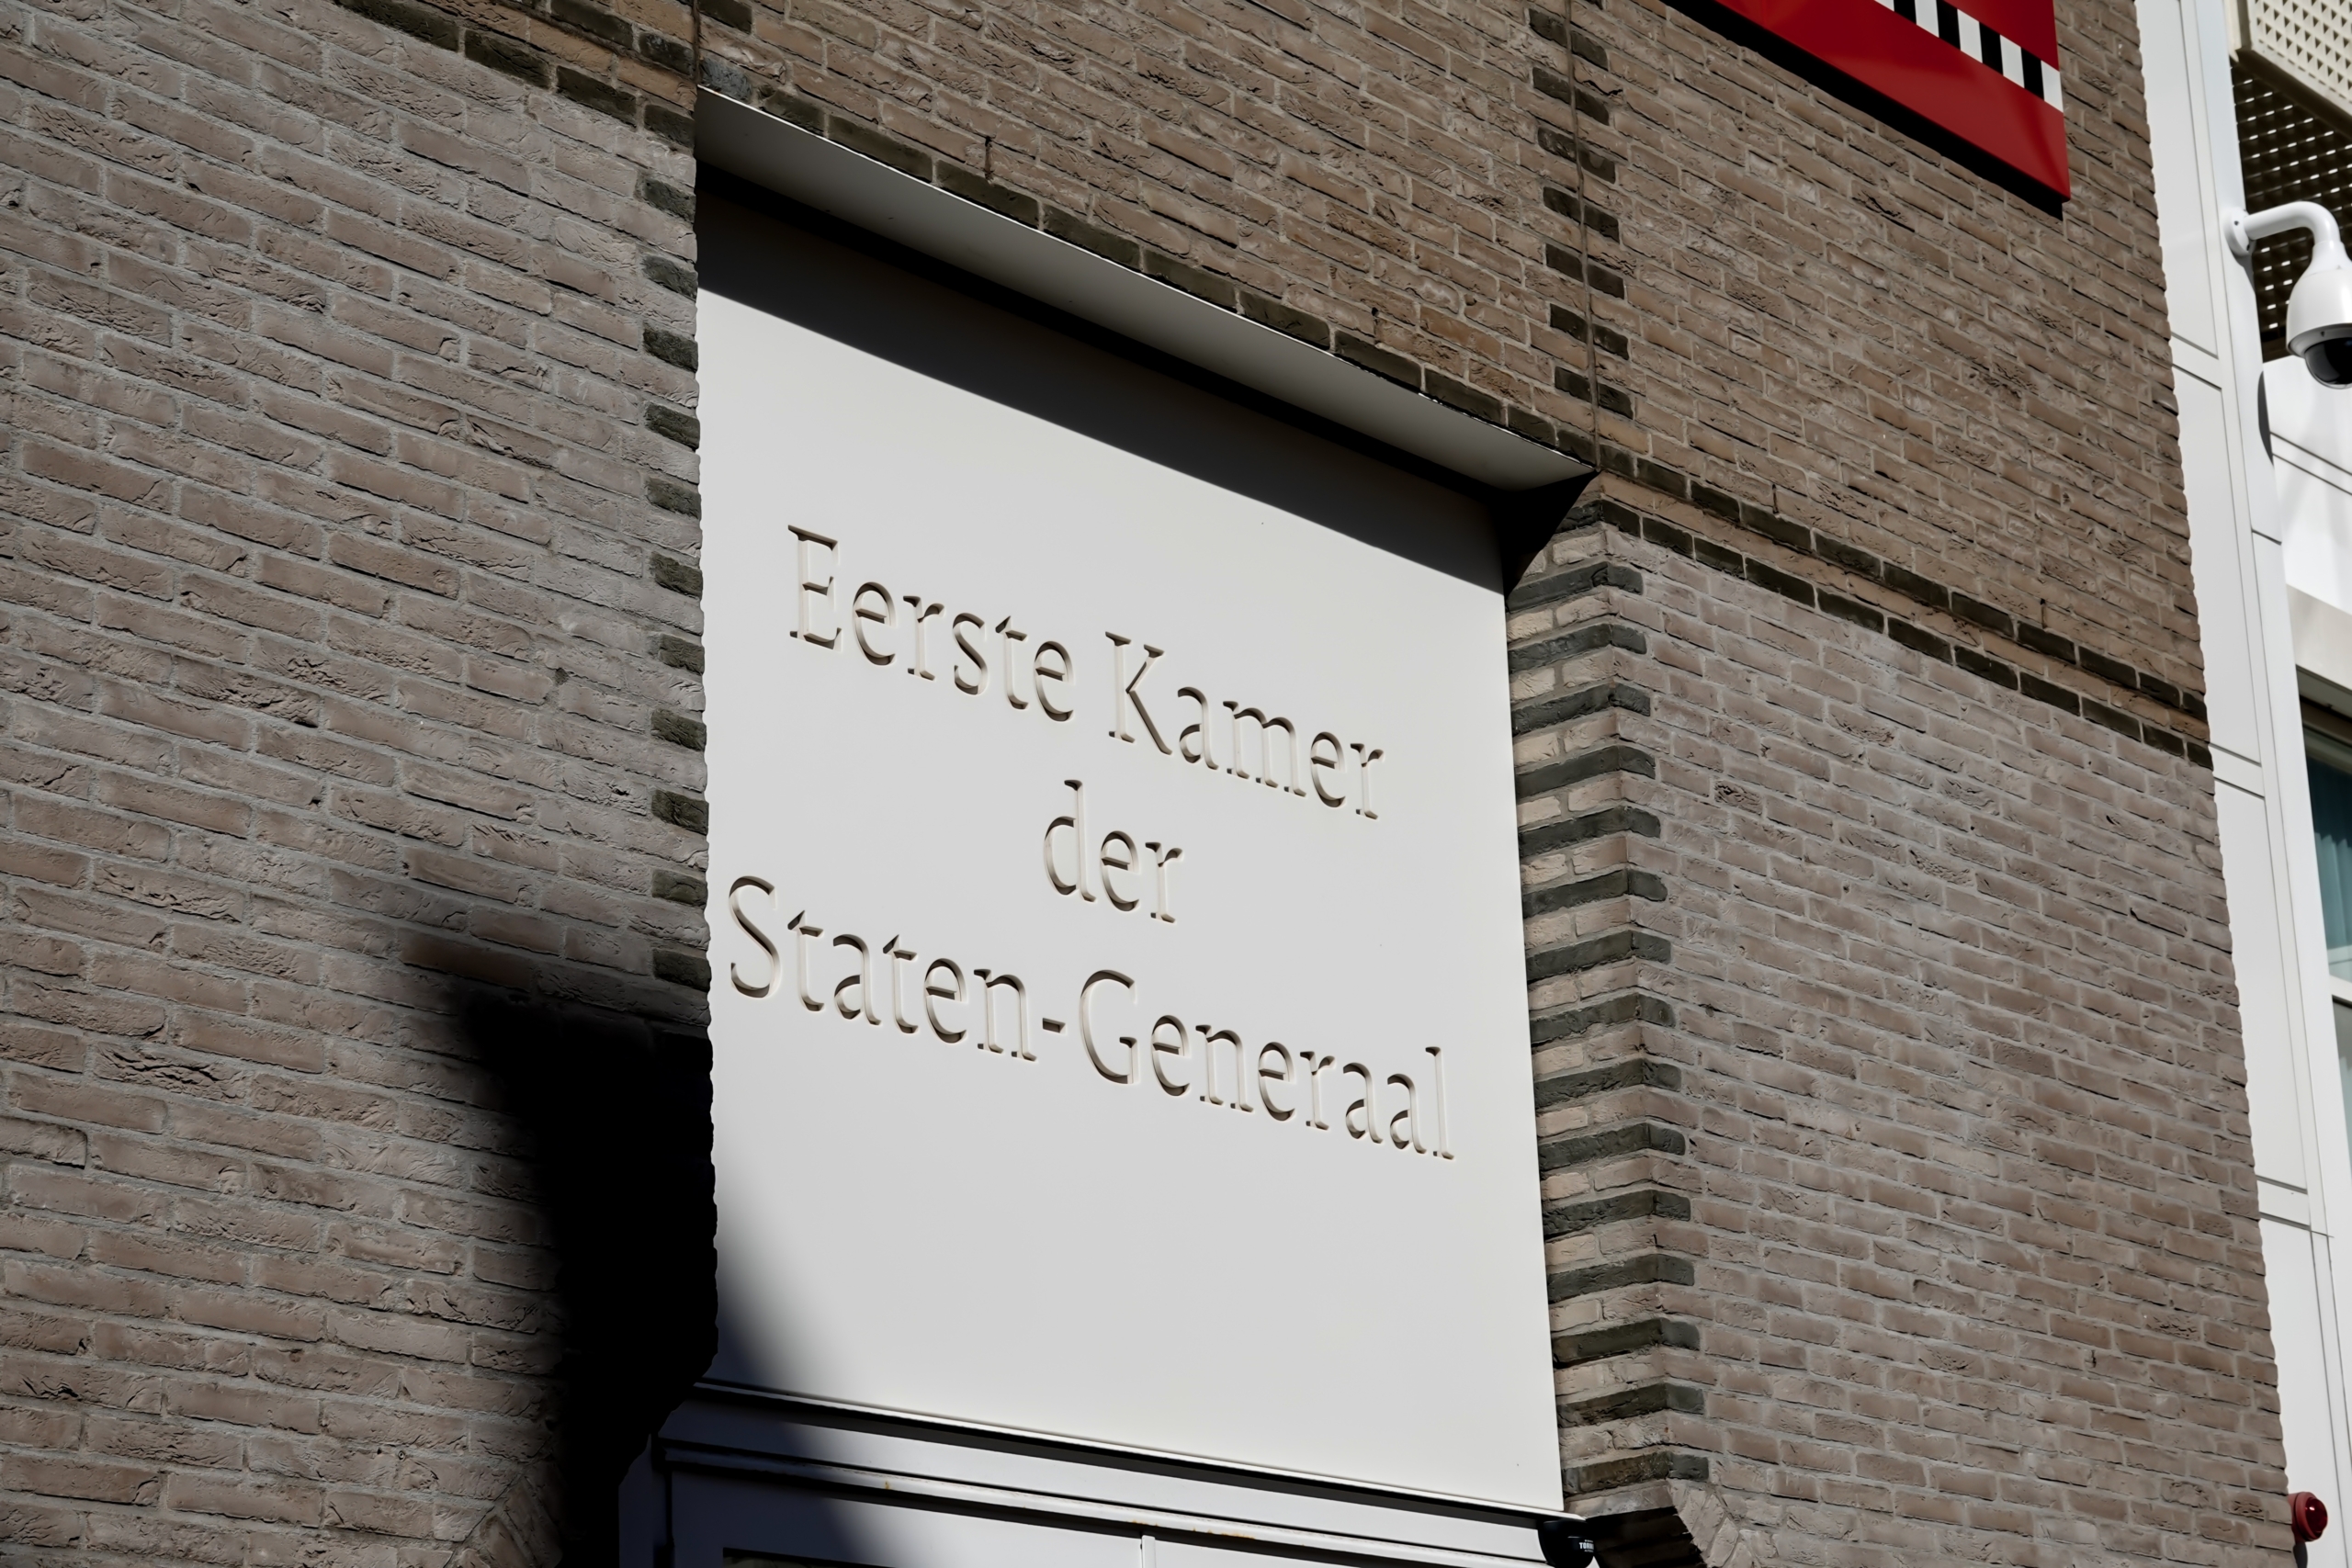 Eerste Kamer
der
Staten-Generaal